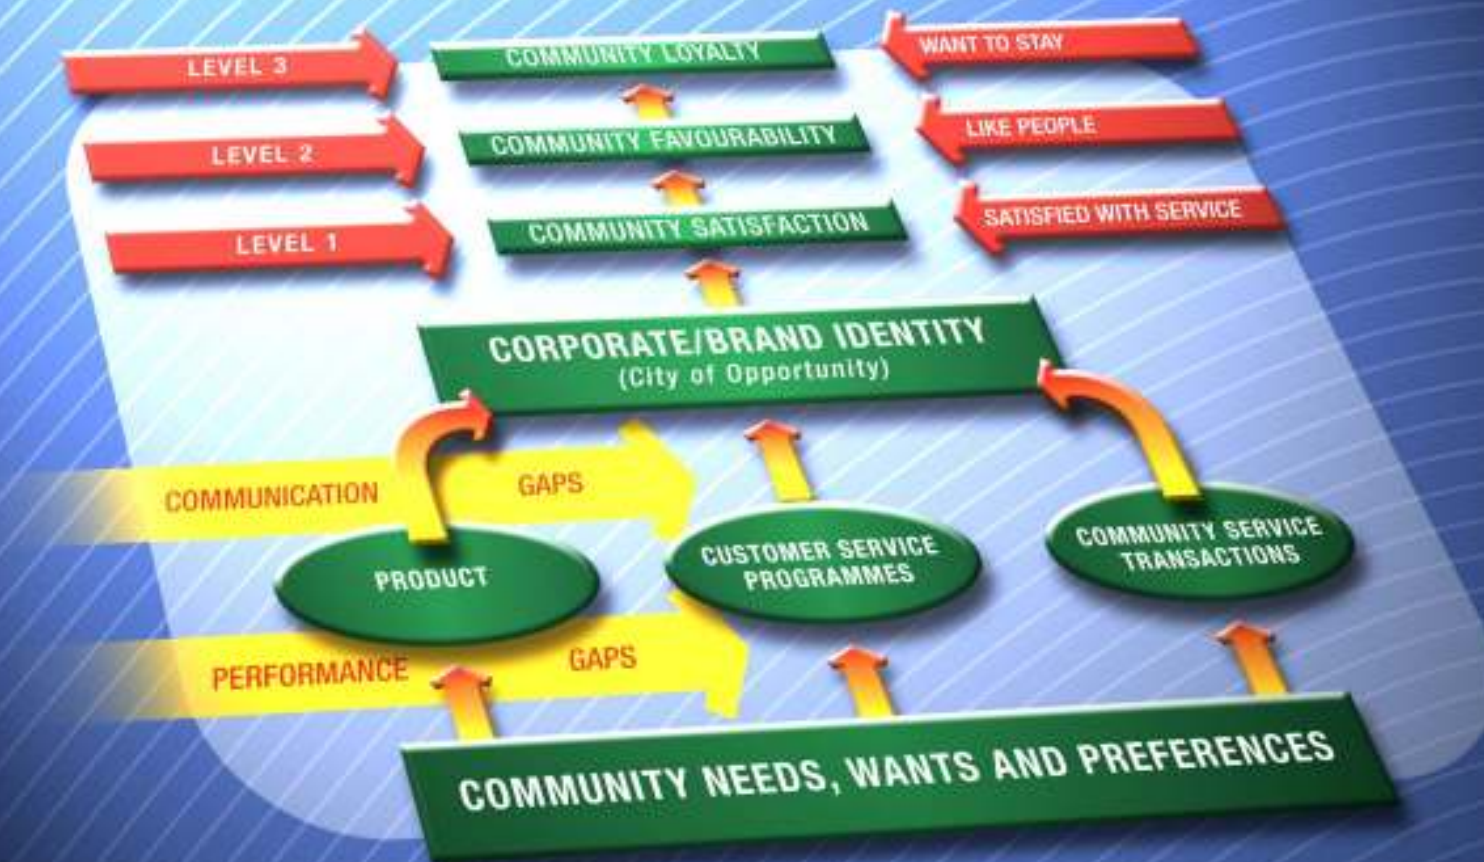 LEVEL 3
COMMUNITY LOYALTY
WANT TO STAY
LEVEL 2
COMMUNITY FAVOURABILITY
LIKE PEOPLE
LEVEL 1
COMMUNITY SATISFACTION
SATISFIED WITH SERVICE
CORPORATE/BRAND IDENTITY
(City of Opportunity)
COMMUNICATION GAPS
PRODUCT
CUSTOMER SERVICE
PROGRAMMES
COMMUNITY SERVICE
TRANSACTIONS
PERFORMANCE GAPS
COMMUNITY NEEDS, WANTS AND PREFERENCES